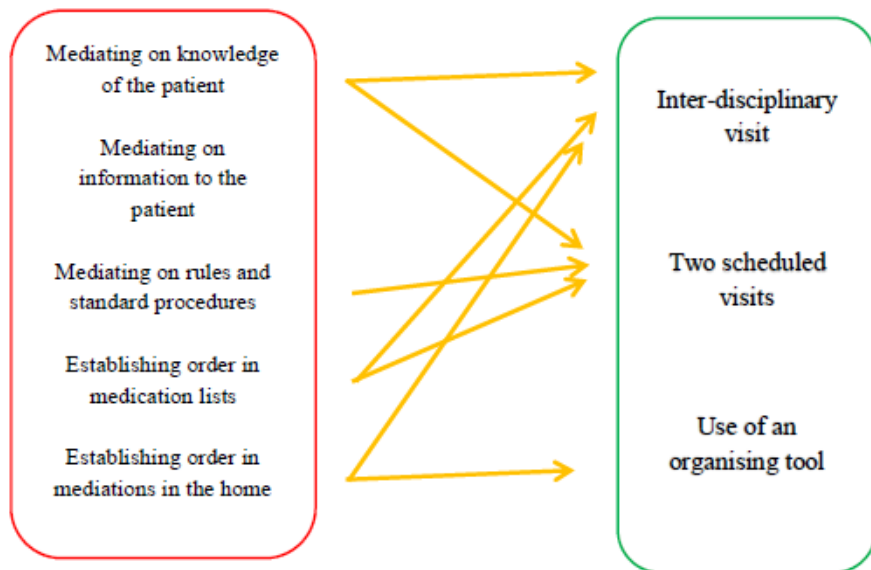 Mediating on knowledge
of the patient
Mediating on
information to the
patient
Mediating on rules and
standard procedures
Establishing order in
medication lists
Establishing order in
mediations in the home
Inter-disciplinary
visit
Two scheduled
visits
Use of an
organising tool